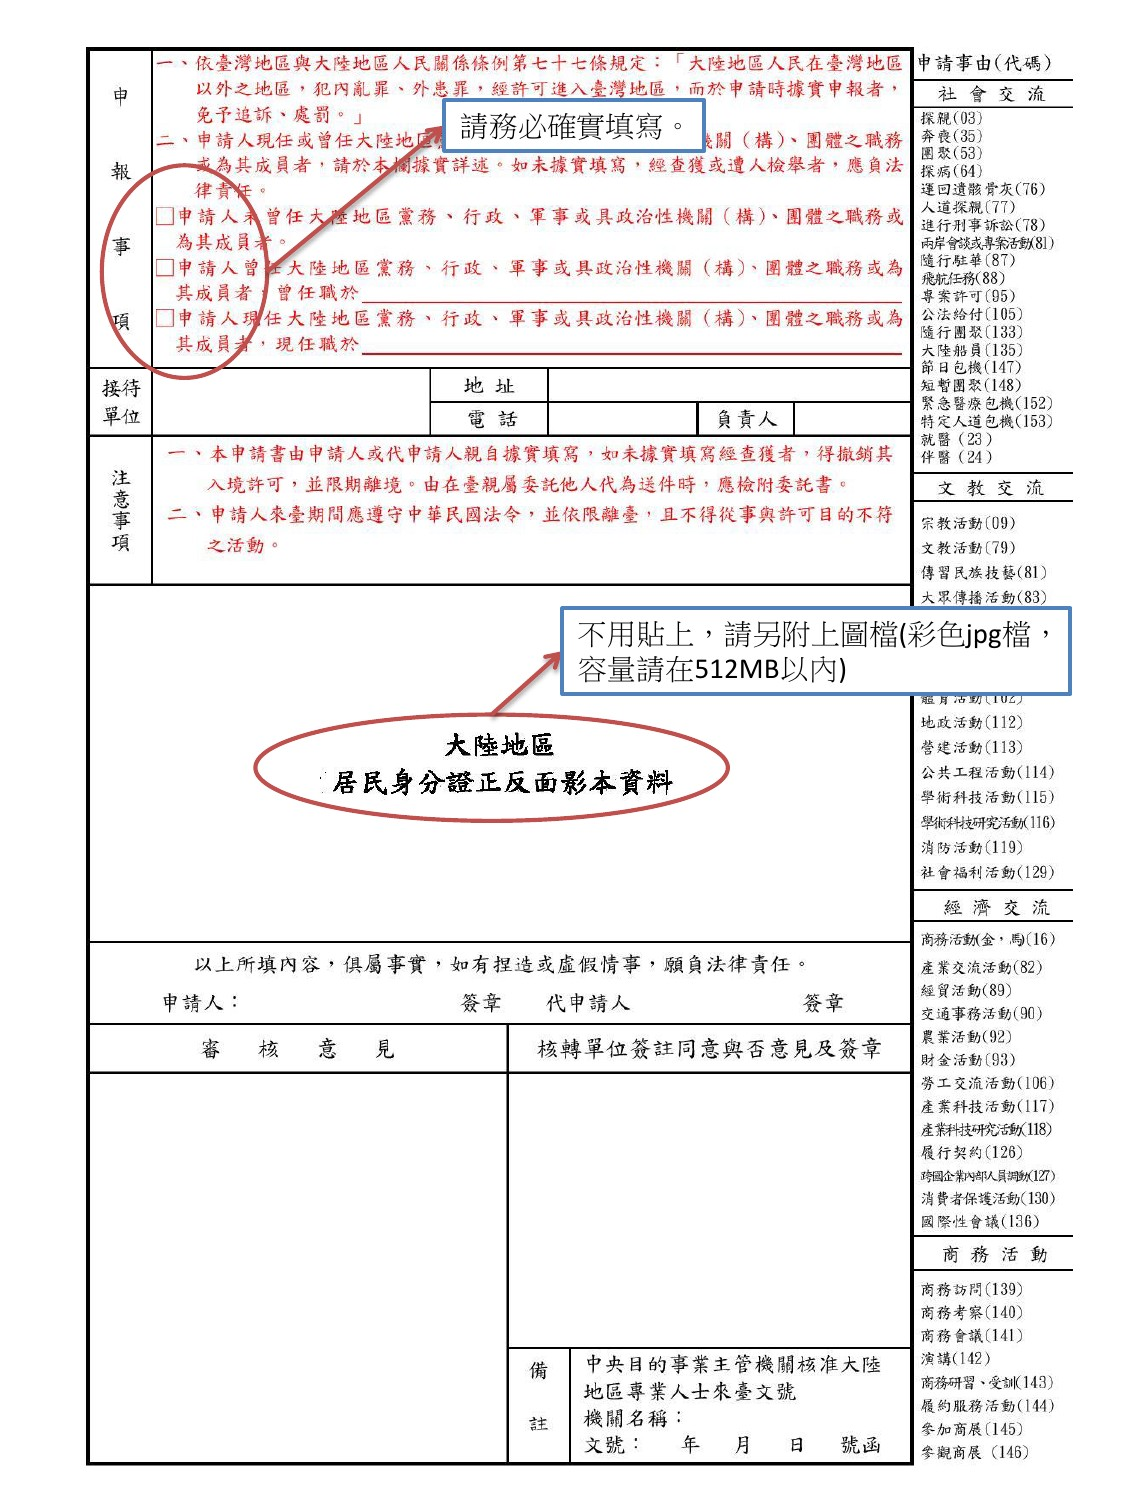 申報事項
一、依臺灣地區與大陸地區人民關係條例第七十七條規定：「大陸地區人民在臺灣地區
以外之地區，犯內亂罪、外患罪，經許可進入臺灣地區，而於申請時據實申報者，
免予追訴、處罰。」
請務必確實填寫。
二、申請人現任或曾任大陸地區
機關（構）、團體之職務
或為其成員者，請於本欄據實詳述。如未據實填寫，經查獲或遭人檢舉者，應負法
律責任。
□申請人未曾任大陸地區黨務、行政、軍事或具政治性機關（構）、團體之職務或
為其成員者。
□申請人曾任大陸地區黨務、行政、軍事或具政治性機關（構）、團體之職務或為
其成員者，曾任職於
□申請人現任大陸地區黨務、行政、軍事或具政治性機關（構）、團體之職務或為
其成員者，現任職於
接待單位
地 址
電 話
負責人
注意事項
一、本申請書由申請人或代申請人親自據實填寫，如未據實填寫經查獲者，得撤銷其
入境許可，並限期離境。由在臺親屬委託他人代為送件時，應檢附委託書。
二、申請人來臺期間應遵守中華民國法令，並依限離臺，且不得從事與許可目的不符
之活動。
不用貼上，請另附上圖檔(彩色jpg檔，
容量請在512MB以內)
大陸地區
居民身分證正反面影本資料
以上所填內容，俱屬事實，如有捏造或虛假情事，願負法律責任。
申請人： 簽章 代申請人 簽章
審 核 意 見
核轉單位簽註同意與否意見及簽章
備註
中央目的事業主管機關核准大陸
地區專業人士來臺文號
機關名稱：
文號： 年 月 日 號函
申請事由(代碼)
社 會 交 流
探親(03)
奔喪(35)
團聚(53)
探病(64)
運回遺骸骨灰(76)
人道探親(77)
進行刑事訴訟(78)
兩岸會談或專案活動(81)
隨行駐華(87)
飛航任務(88)
專案許可(95)
公法給付(105)
隨行團聚(133)
大陸船員(135)
節日包機(147)
短暫團聚(148)
緊急醫療包機(152)
特定人道包機(153)
就醫（23）
伴醫（24）
文 教 交 流
宗教活動(09)
文教活動(79)
傳習民族技藝(81)
大眾傳播活動(83)
體育活動(102)
地政活動(112)
營建活動(113)
公共工程活動(114)
學術科技活動(115)
學術科技研究活動(116)
消防活動(119)
社會福利活動(129)
經 濟 交 流
商務活動(金，馬)(16)
產業交流活動(82)
經貿活動(89)
交通事務活動(90)
農業活動(92)
財金活動(93)
勞工交流活動(106)
產業科技活動(117)
產業科技研究活動(118)
履行契約(126)
跨國企業內部人員調動(127)
消費者保護活動(130)
國際性會議(136)
商 務 活 動
商務訪問(139)
商務考察(140)
商務會議(141)
演講(142)
商務研習、受訓(143)
履約服務活動(144)
參加商展(145)
參觀商展（146）